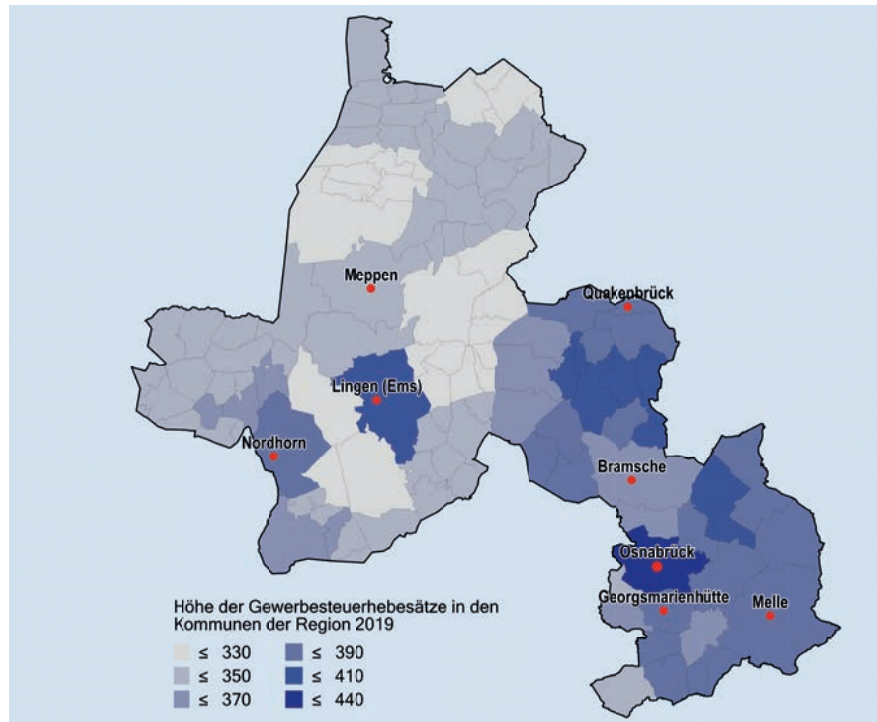 Meppen
Quakenbrück
Lingen (Ems)
Nordhorn
Bramsche
Osnabrück
Georgsmarienhütte
Melle
Höhe der Gewerbesteuerhebesätze in den
Kommunen der Region 2019
≤ 330
≤ 390
≤ 350
≤ 410
≤ 370
≤ 440